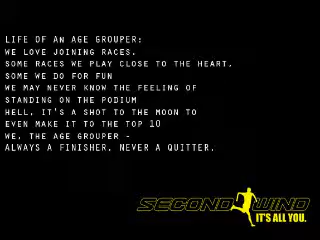 LIFE OF An AGE GROUPER:
WE LOVE JOINING RACES.
SOME RACES WE PLAY CLOSE TO THE HEART,
SOME WE DO FOR FUN
WE MAY NEVER KNOW THE FEELING OF
STANDING ON THE PODIUM
HELL, IT'S A SHOT TO THE MOON TO
EVEN MAKE IT TO THE TOP 10
WE, THE AGE GROUPER -
ALWAYS A FINISHER, NEVER A QUITTER.
SECOND WIND
IT'S ALL YOU.